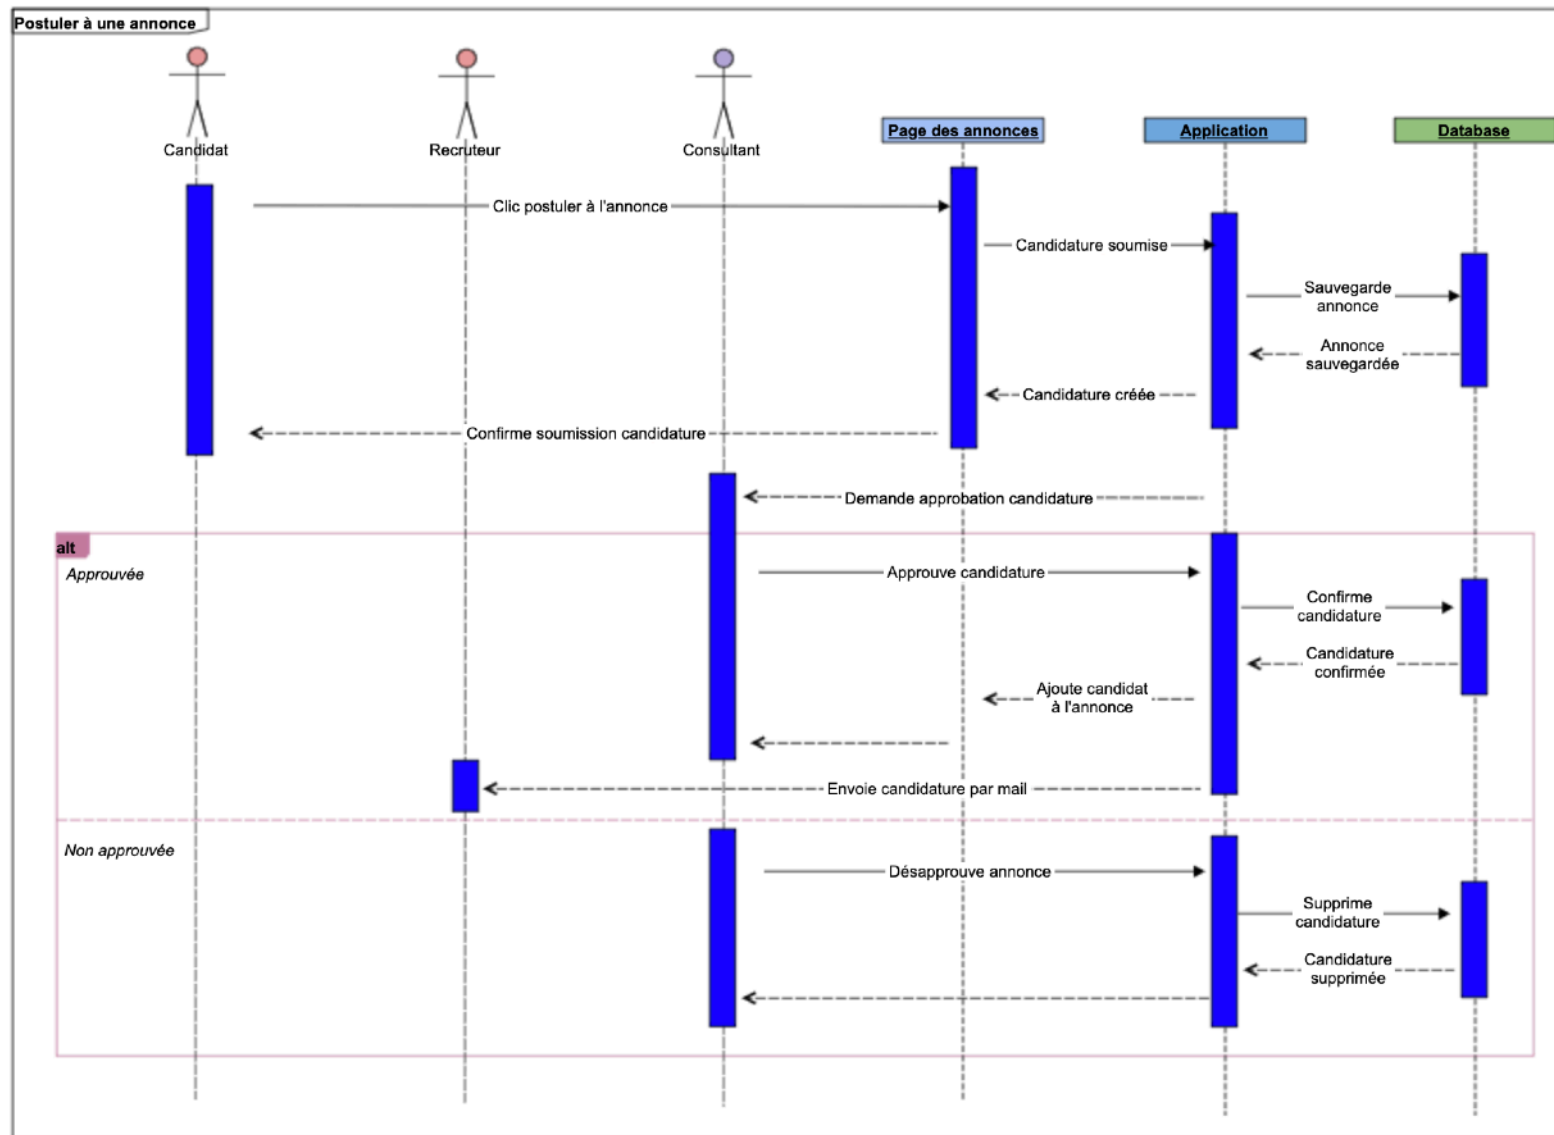 Postuler à une annonce
Candidat
Recruteur
Consultant
Page des annonces
Application
Database
Clic postuler à l'annonce
Candidature soumise
Sauvegarde
annonce
Annonce
sauvegardée
Candidature créée
Confirme soumission candidature
Demande approbation candidature
alt
Approuvée
Approuve candidature
Confirme
candidature
Candidature
confirmée
Ajoute candidat
à l'annonce
Envoie candidature par mail
Non approuvée
Désapprouve annonce
Supprime
candidature
Candidature
supprimée